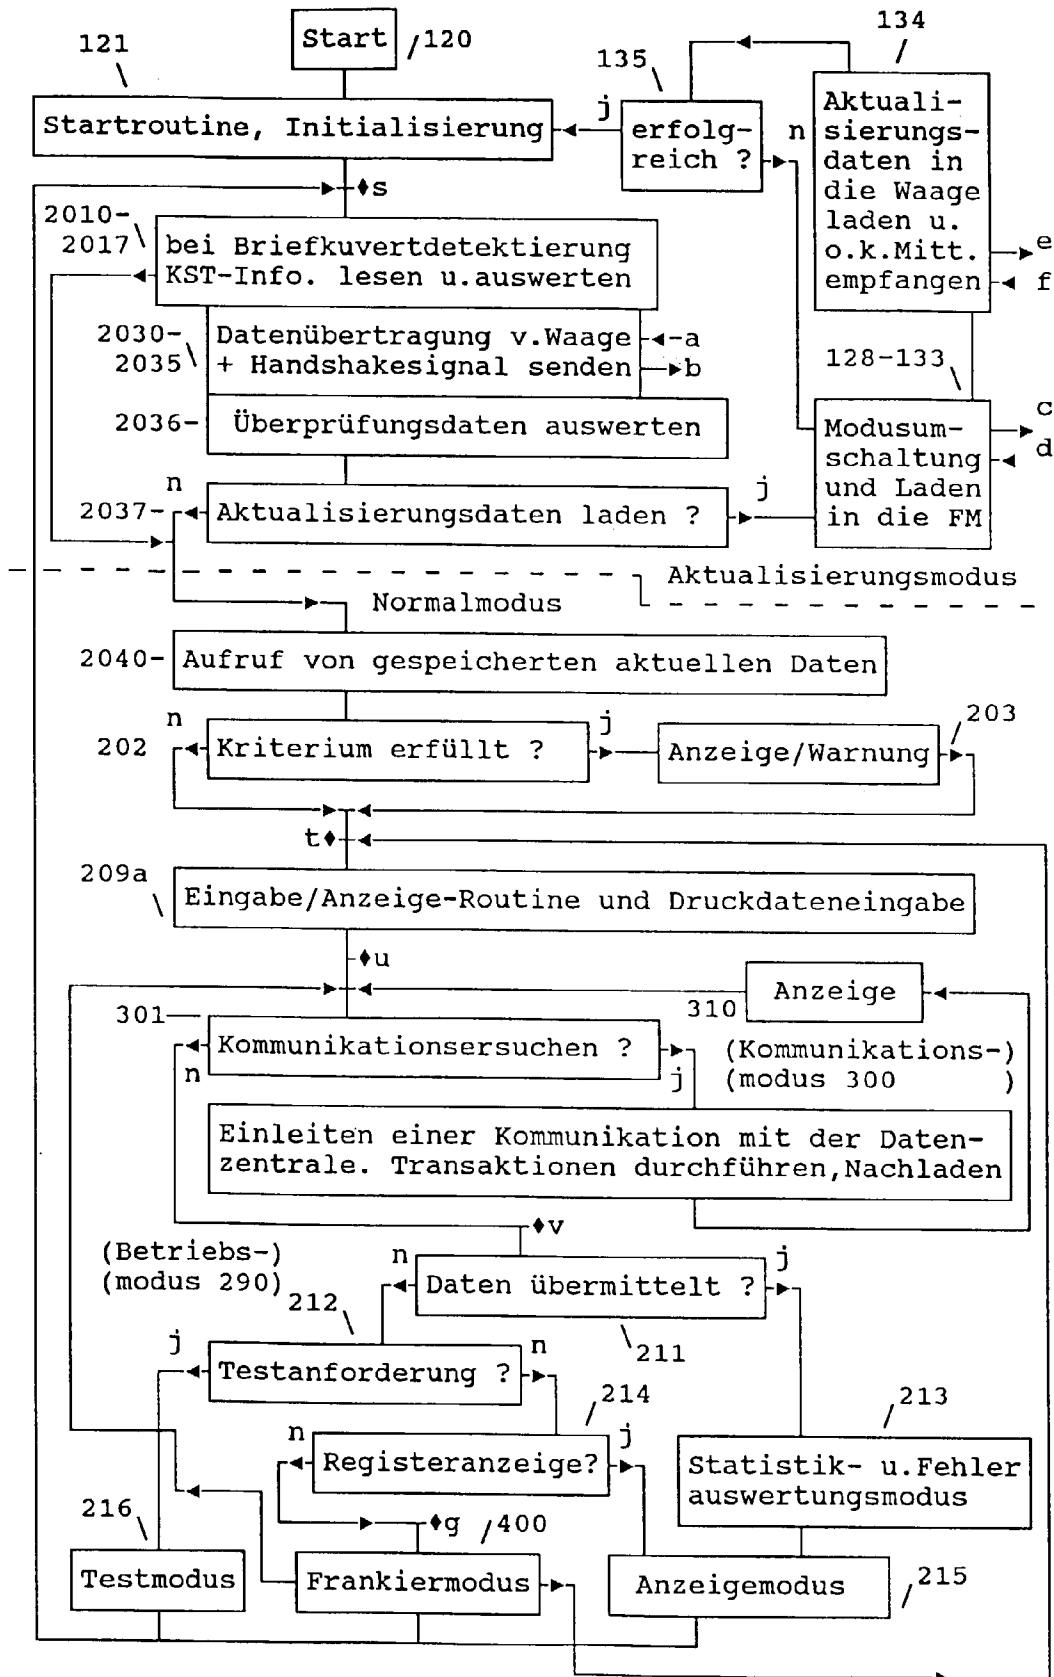 Start
120
121
Startroutine, Initialisierung
j
135
erfolg-
reich ?
n
134
Aktuali-
sierungs-
daten in
die Waage
laden u.
o.k.Mitt.
empfangen
e
f
♦s
2010-
2017
bei Briefkuvertdetektierung
KST-Info. lesen u.auswerten
2030-
2035
Datenübertragung v.Waage
+ Handshakesignal senden
a
b
2036-
Überprüfungsdaten auswerten
128-133
Modusum-
schaltung
und Laden
in die FM
c
d
n
2037-
Aktualisierungsdaten laden ?
j
Aktualisierungsmodus
Normalmodus
2040-
Aufruf von gespeicherten aktuellen Daten
n
202
Kriterium erfüllt ?
j
Anzeige/Warnung
203
t♦
209a
Eingabe/Anzeige-Routine und Druckdateneingabe
♦u
Anzeige
310
301
Kommunikationsersuchen ?
n
j
(Kommunikations-)
(modus 300 )
Einleiten einer Kommunikation mit der Daten-
zentrale. Transaktionen durchführen,Nachladen
♦v
(Betriebs-)
(modus 290)
n
Daten übermittelt ?
j
211
212
j
Testanforderung ?
n
214
n
Registeranzeige?
j
213
Statistik- u.Fehler
auswertungsmodus
216
♦g
400
Testmodus
Frankiermodus
Anzeigemodus
215